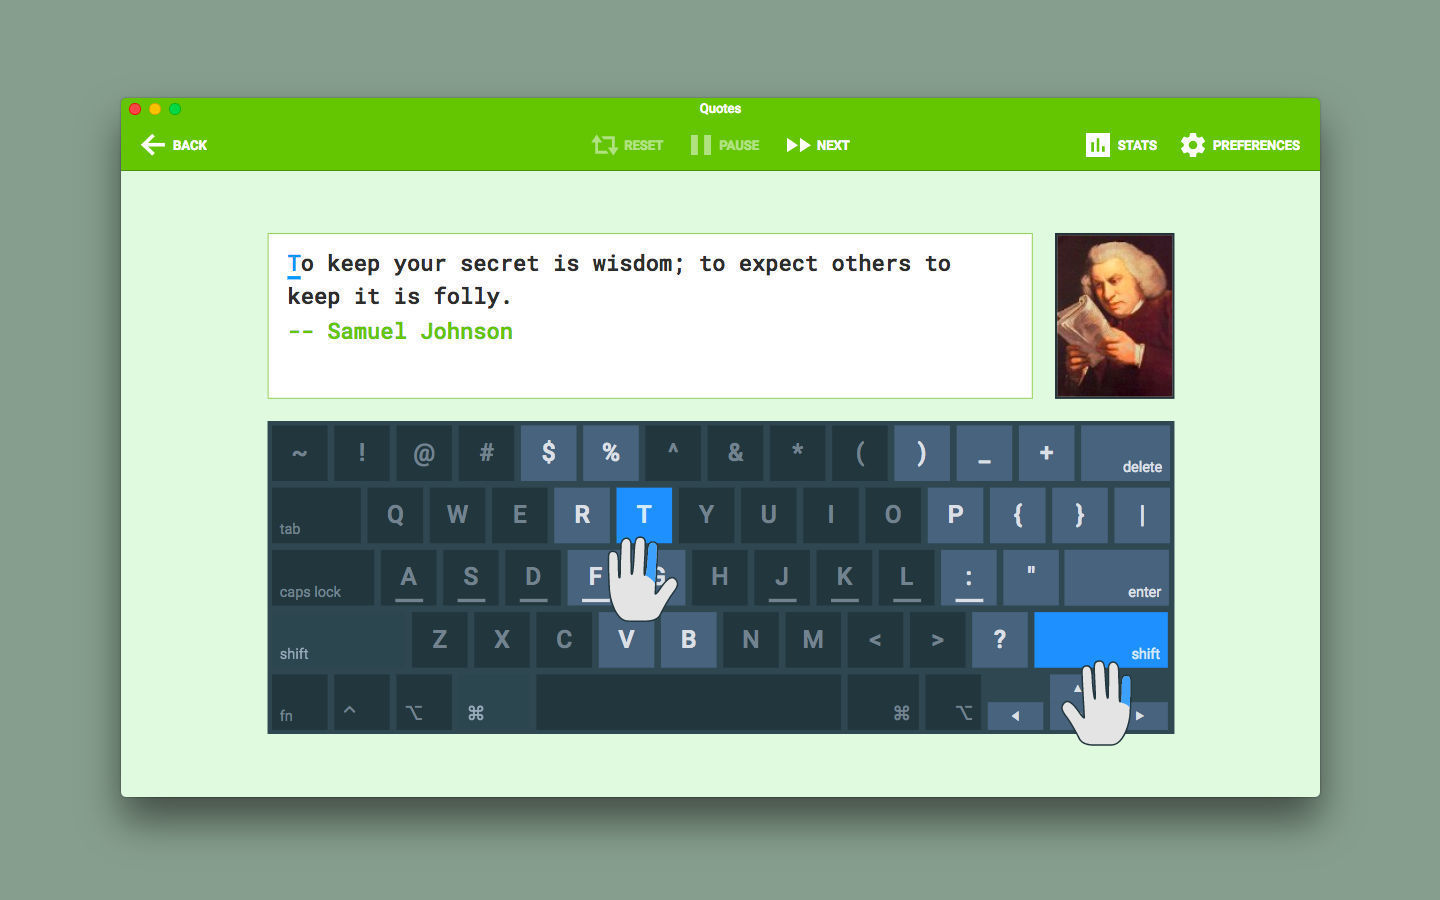 Quotes
BACK RESET PAUSE NEXT STATS PREFERENCES
To keep your secret is wisdom; to expect others to
keep it is folly.
-- Samuel Johnson
~ ! @ # $ % ^ & * ( ) _ + delete
tab Q W E R T Y U I O P { } |
caps lock A S D F G H J K L : " enter
shift Z X C V B N M < > ? shift
fn ^ ⌥ ⌘ ⌘ ⌥ ◀ ▲ ▶